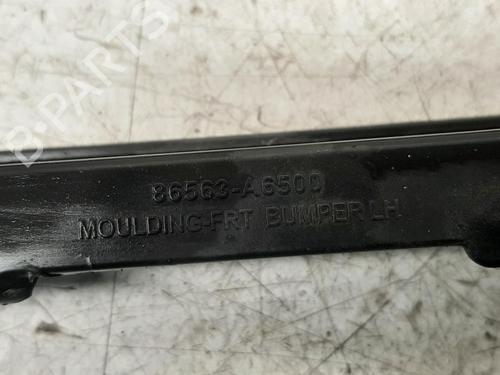 B-PARTS
86563-A6500
MOULDING-FRT BUMPER LH